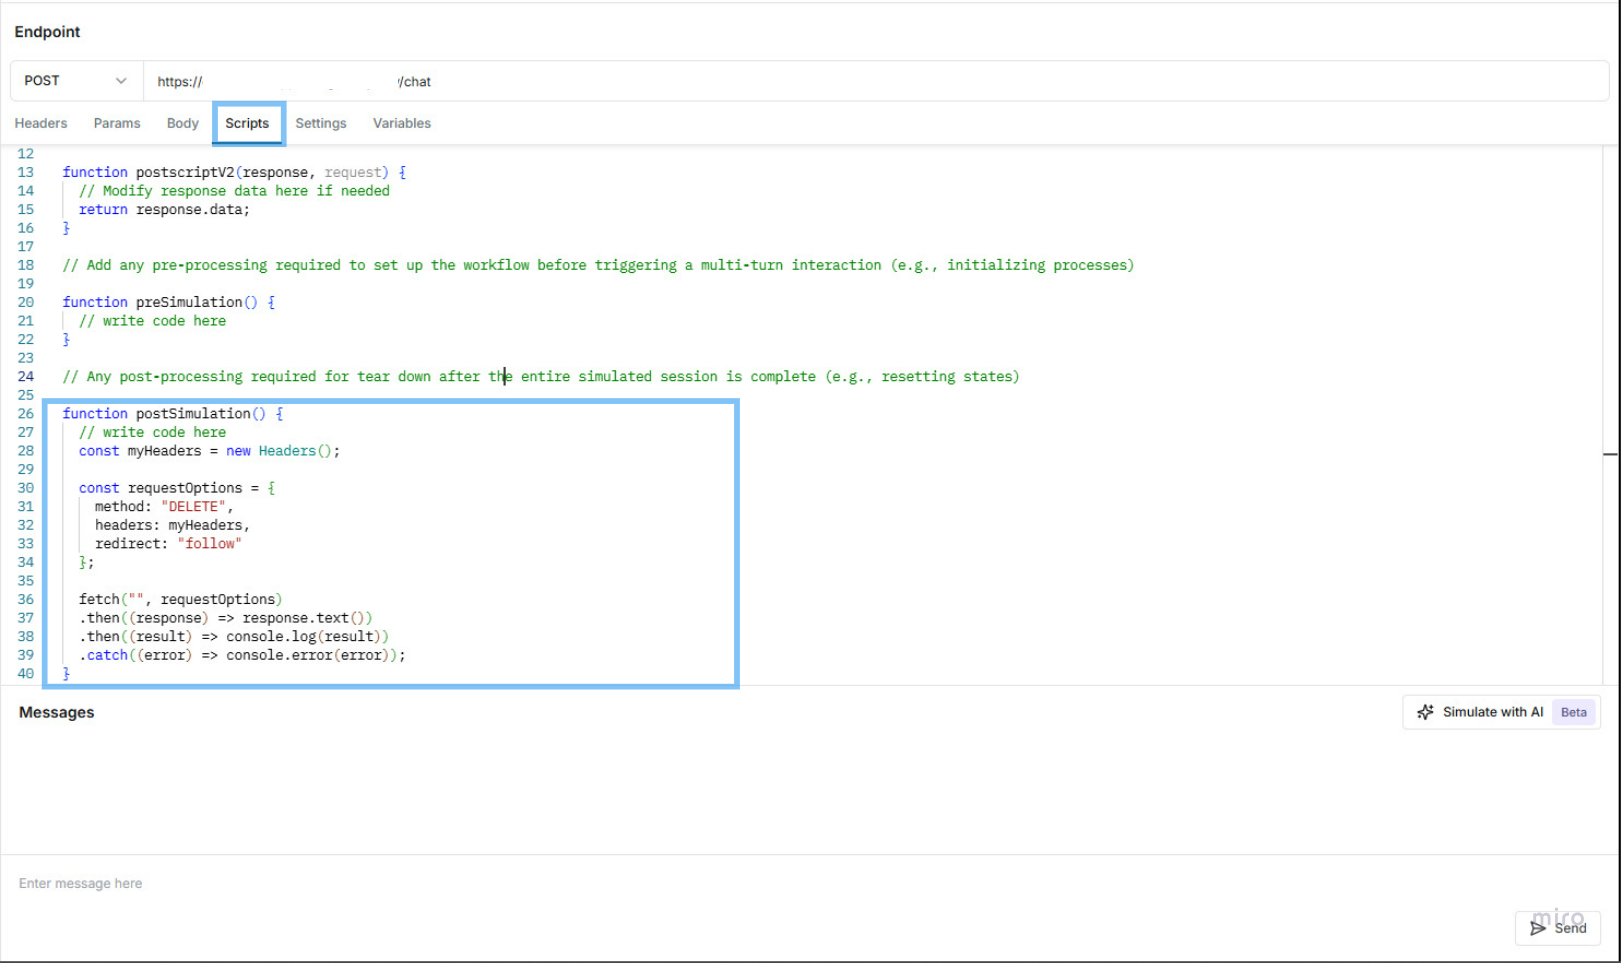 Endpoint
POST
https://
/chat
Headers Params Body Scripts Settings Variables
12
13 function postscriptV2(response, request) {
14 // Modify response data here if needed
15 return response.data;
16 }
17
18 // Add any pre-processing required to set up the workflow before triggering a multi-turn interaction (e.g., initializing processes)
19
20 function preSimulation() {
21 // write code here
22 }
23
24 // Any post-processing required for tear down after the entire simulated session is complete (e.g., resetting states)
25
26 function postSimulation() {
27 // write code here
28 const myHeaders = new Headers();
29
30 const requestOptions = {
31 method: "DELETE",
32 headers: myHeaders,
33 redirect: "follow"
34 };
35
36 fetch("", requestOptions)
37 .then((response) => response.text())
38 .then((result) => console.log(result))
39 .catch((error) => console.error(error));
40 }
Messages
Simulate with AI Beta
Enter message here
miro
Send